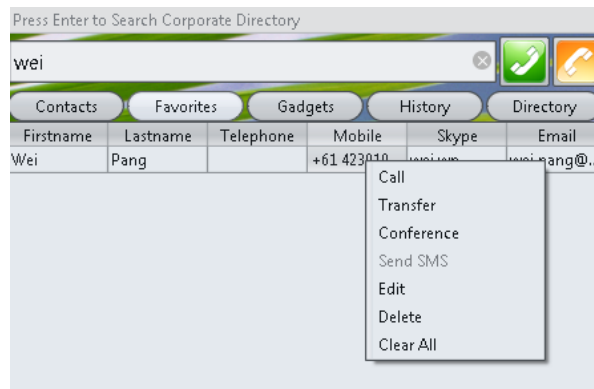 Press Enter to Search Corporate Directory
wei
Contacts Favorites Gadgets History Directory
Firstname Lastname Telephone Mobile Skype Email
Wei Pang +61 423010
Call
Transfer
Conference
Send SMS
Edit
Delete
Clear All